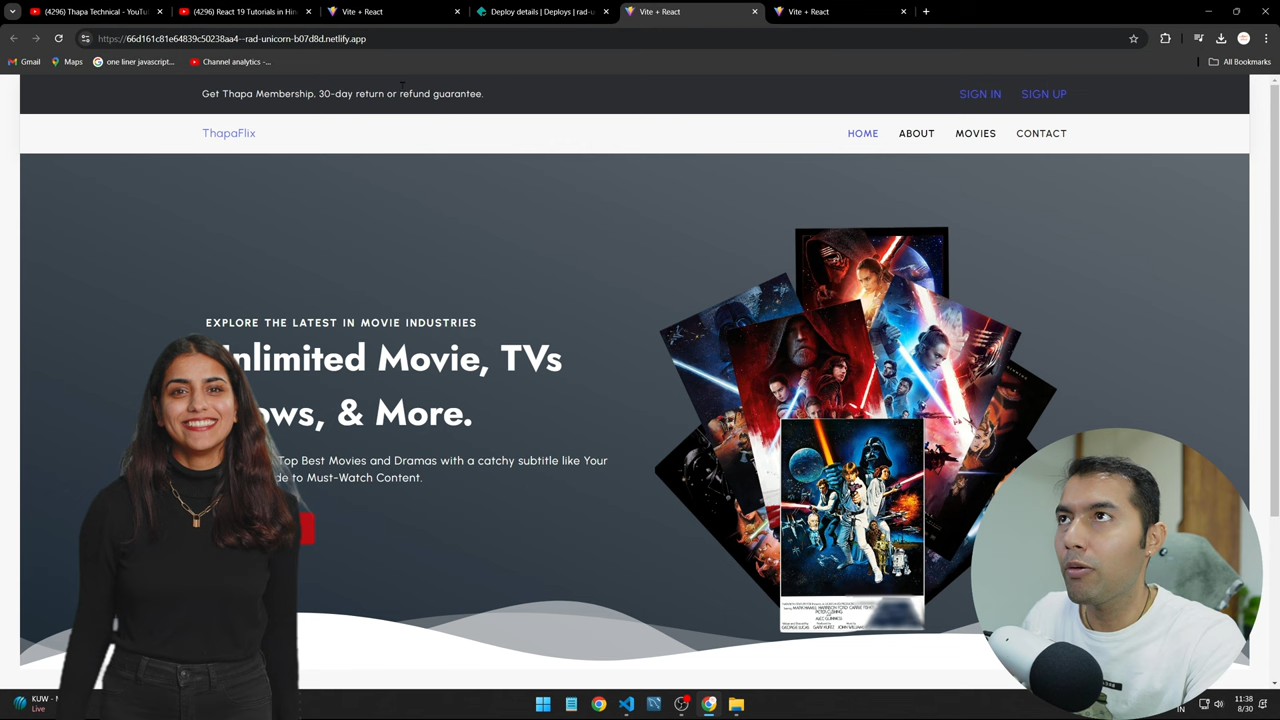 (4296) Thapa Technical - YouTu
(4296) React 19 Tutorials in Hin
Vite + React
Deploy details | Deploys | rad-u
Vite + React
Vite + React
https://66d161c81e64839c50238aa4--rad-unicorn-b07d8d.netlify.app
Gmail
Maps
one liner javascript...
Channel analytics -...
All Bookmarks
Get Thapa Membership, 30-day return or refund guarantee.
SIGN IN
SIGN UP
ThapaFlix
HOME
ABOUT
MOVIES
CONTACT
EXPLORE THE LATEST IN MOVIE INDUSTRIES
nlimited Movie, TVs
ows, & More.
Top Best Movies and Dramas with a catchy subtitle like Your
de to Must-Watch Content.
KUW -
Live
IN
11:38
8/30